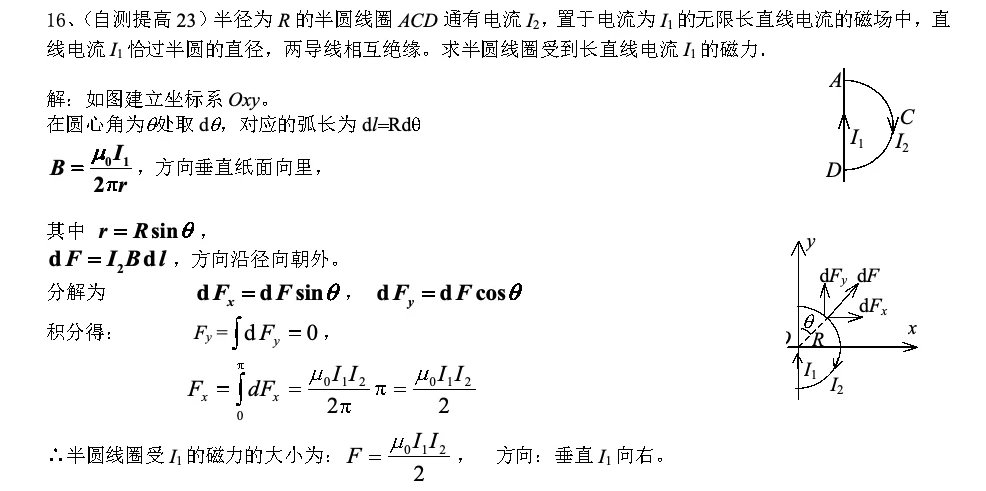 16、（自测提高 23）半径为 R 的半圆线圈 ACD 通有电流 I₂，置于电流为 I₁ 的无限长直线电流的磁场中，直
线电流 I₁ 恰过半圆的直径，两导线相互绝缘。求半圆线圈受到长直线电流 I₁ 的磁力．
A
C
I₁
I₂
D
解：如图建立坐标系 Oxy。
在圆心角为θ处取 dθ，对应的弧长为 dl=Rdθ
B = μ₀I₁/2πr，方向垂直纸面向里，
其中 r = R sin θ，
dF = I₂Bdl，方向沿径向朝外。
分解为 dFₓ = dF sin θ， dF_y = dF cos θ
积分得： F_y = ∫dF_y = 0，
Fₓ = ∫₀^π dFₓ = (μ₀I₁I₂/2π) π = μ₀I₁I₂/2
∴半圆线圈受 I₁ 的磁力的大小为：F = μ₀I₁I₂/2， 方向：垂直 I₁ 向右。
y
dF_y dF
dFₓ
θ
R
x
I₁
I₂